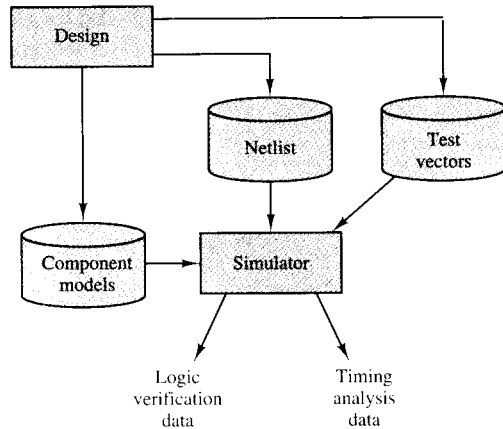 Design
Netlist
Test
vectors
Component
models
Simulator
Logic
verification
data
Timing
analysis
data